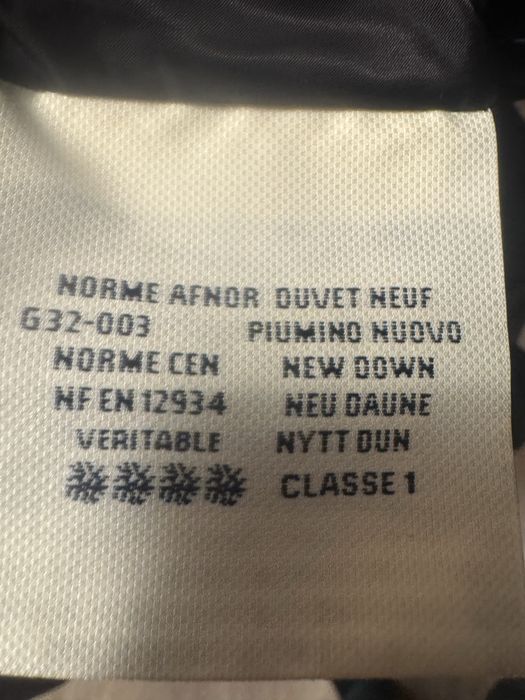 NORME AFNOR DUVET NEUF
G32-003 PIUMINO NUOVO
NORME CEN NEW DOWN
NF EN 12934 NEU DAUNE
VERITABLE NYTT DUN
CLASSE 1